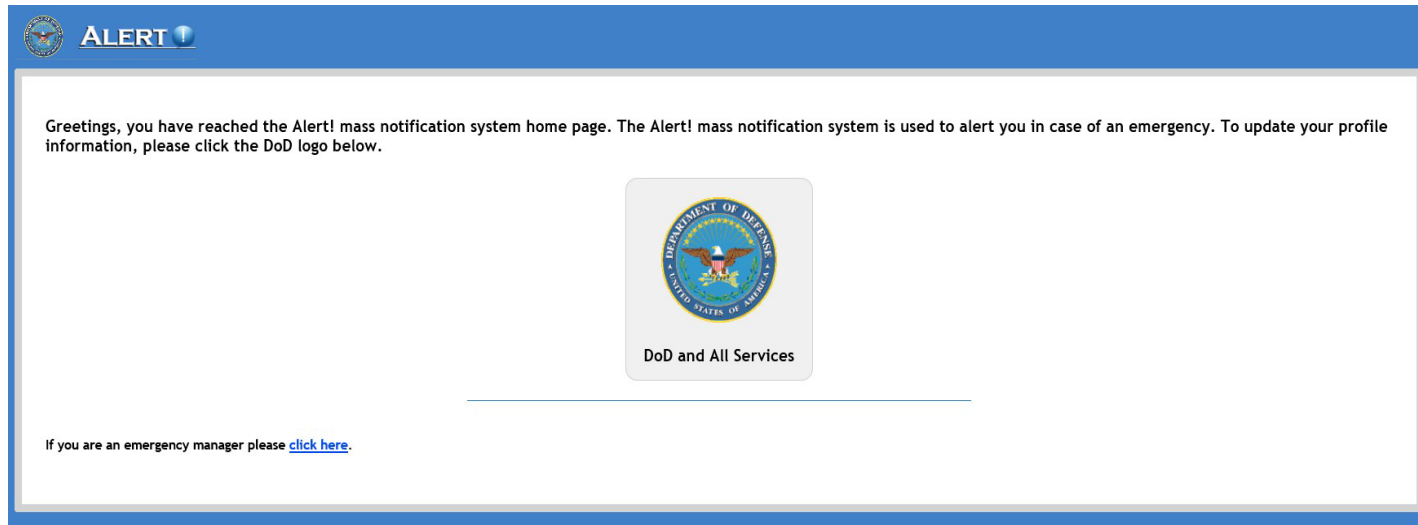 ALERT !
Greetings, you have reached the Alert! mass notification system home page. The Alert! mass notification system is used to alert you in case of an emergency. To update your profile
information, please click the DoD logo below.
DEPARTMENT OF DEFENSE
UNITED STATES OF AMERICA
DoD and All Services
If you are an emergency manager please click here.